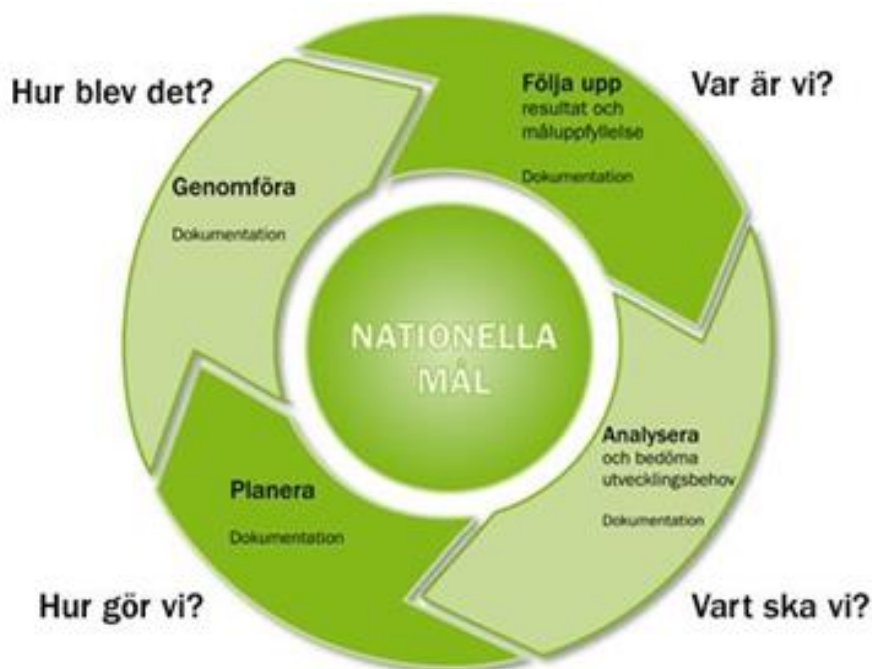 Hur blev det?
Var är vi?
Följa upp
resultat och
måluppfyllelse
Dokumentation
Genomföra
Dokumentation
NATIONELLA
MÅL
Analysera
och bedöma
utvecklingsbehov
Dokumentation
Planera
Dokumentation
Hur gör vi?
Vart ska vi?